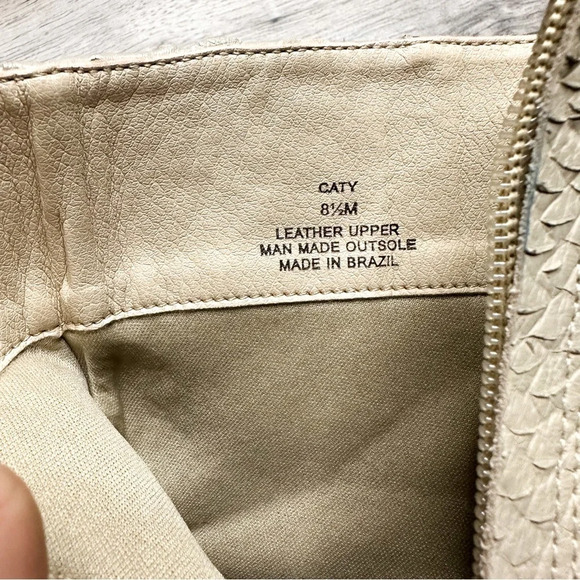 CATY
8½M
LEATHER UPPER
MAN MADE OUTSOLE
MADE IN BRAZIL